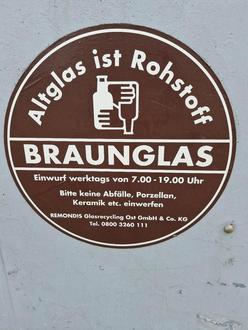 Altglas ist Rohstoff
BRAUNGLAS
Einwurf werktags von 7.00 - 19.00 Uhr
Bitte keine Abfälle, Porzellan,
Keramik etc. einwerfen
REMONDIS Glasrecycling Ost GmbH & Co. KG
Tel. 0800 3260 111